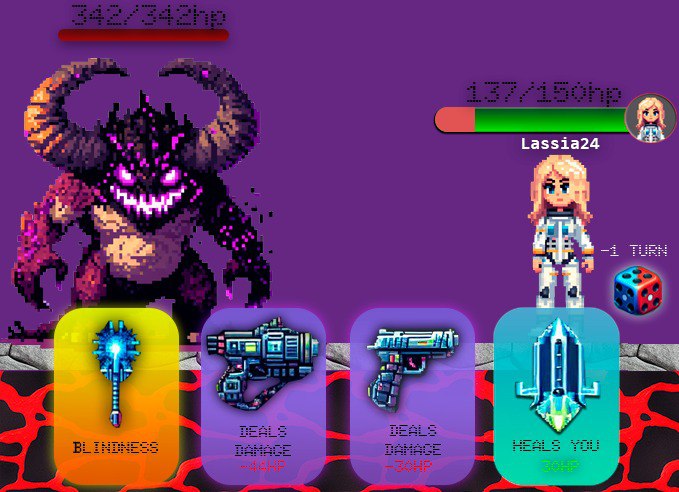 342/342hp
137/150hp
Lassia24
-1 TURN
BLINDNESS
DEALS
DAMAGE
-40HP
DEALS
DAMAGE
-30HP
HEALS YOU
30HP